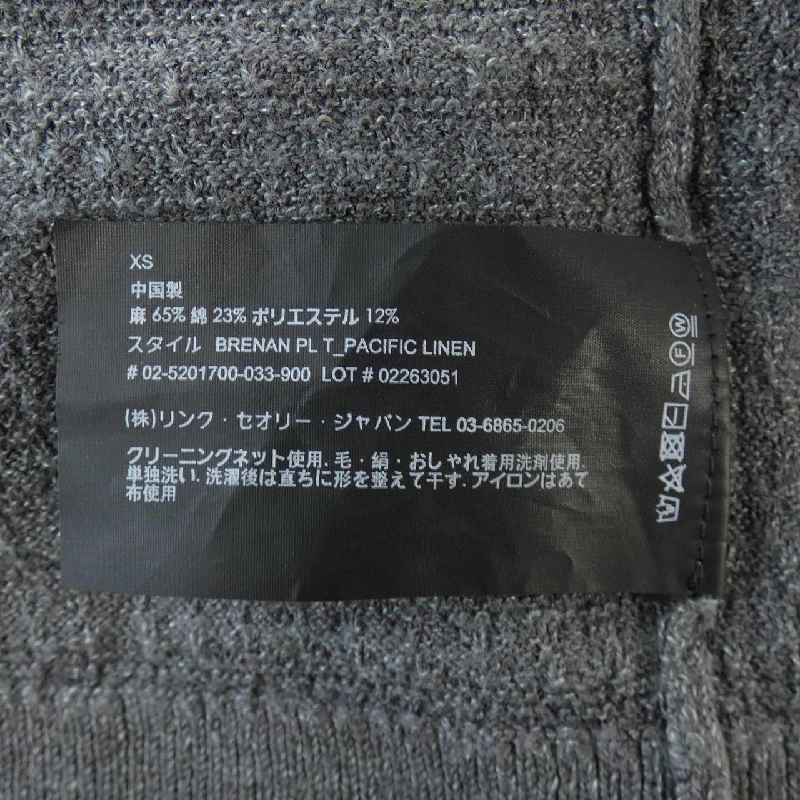 XS
中国製
麻 65% 綿 23% ポリエステル 12%
スタイル BRENAN PL T_PACIFIC LINEN
# 02-5201700-033-900 LOT # 02263051
(株)リンク・セオリー・ジャパン TEL 03-6865-0206
クリーニングネット使用. 毛・絹・おしゃれ着用洗剤使用.
単独洗い. 洗濯後は直ちに形を整えて干す. アイロンはあて
布使用
W
F